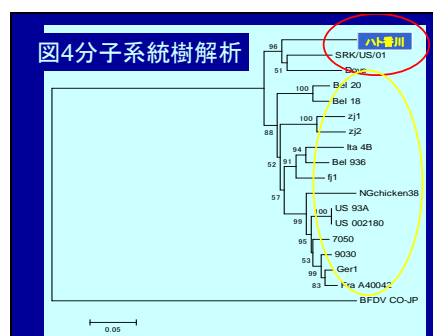 図4分子系統樹解析
ハト香川
96
SRK/US/01
51
Dove
Bel 20
100
Bel 18
zj1
100
88
zj2
Ita 4B
94
52
91
Bel 936
fj1
57
NGchicken38
US 93A
100
99
US 002180
7050
95
9030
53
Ger1
99
Fra A40042
83
BFDV CO-JP
0.05